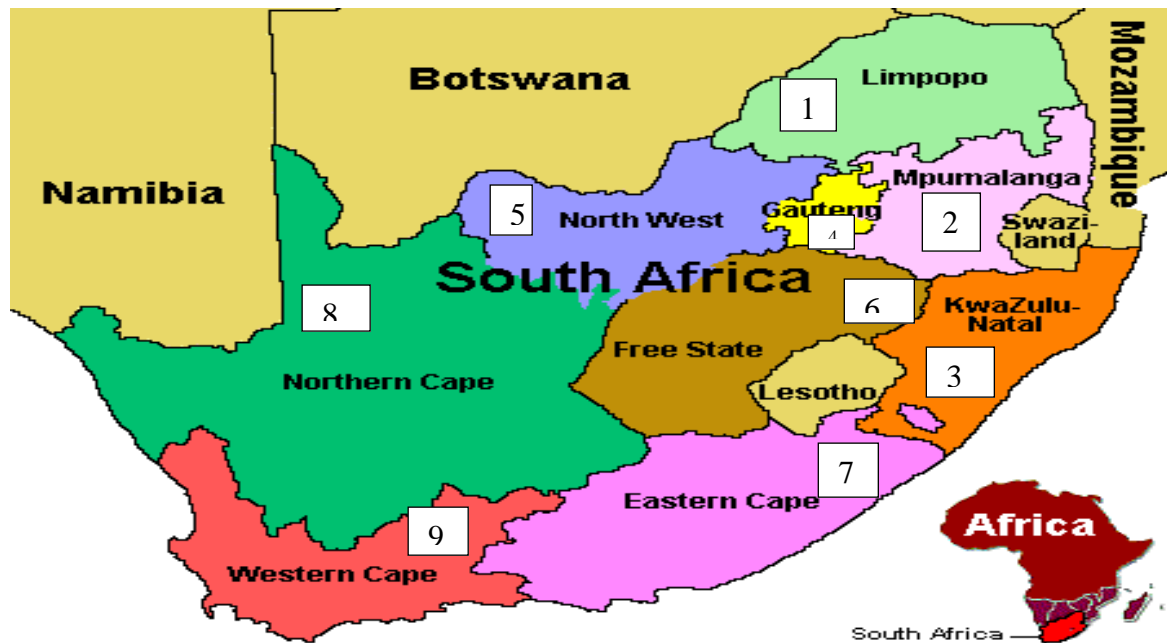 Botswana
Limpopo
Mozambique
1
Namibia
Mpumalanga
5
North West
Gauteng
4
2
Swazi-
land
South Africa
8
6
KwaZulu-
Natal
Free State
3
Northern Cape
Lesotho
7
Eastern Cape
9
Western Cape
Africa
South Africa